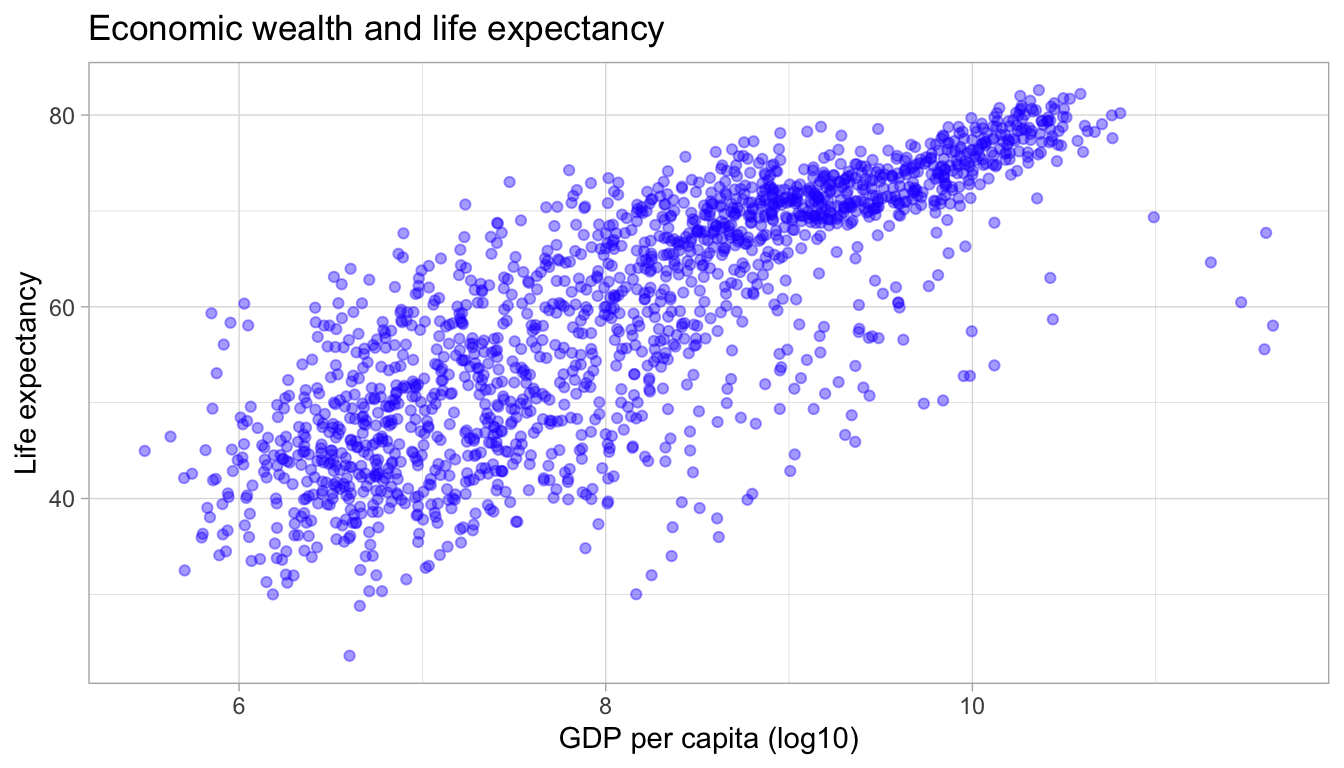 Economic wealth and life expectancy
80
60
40
Life expectancy
6 8 10
GDP per capita (log10)